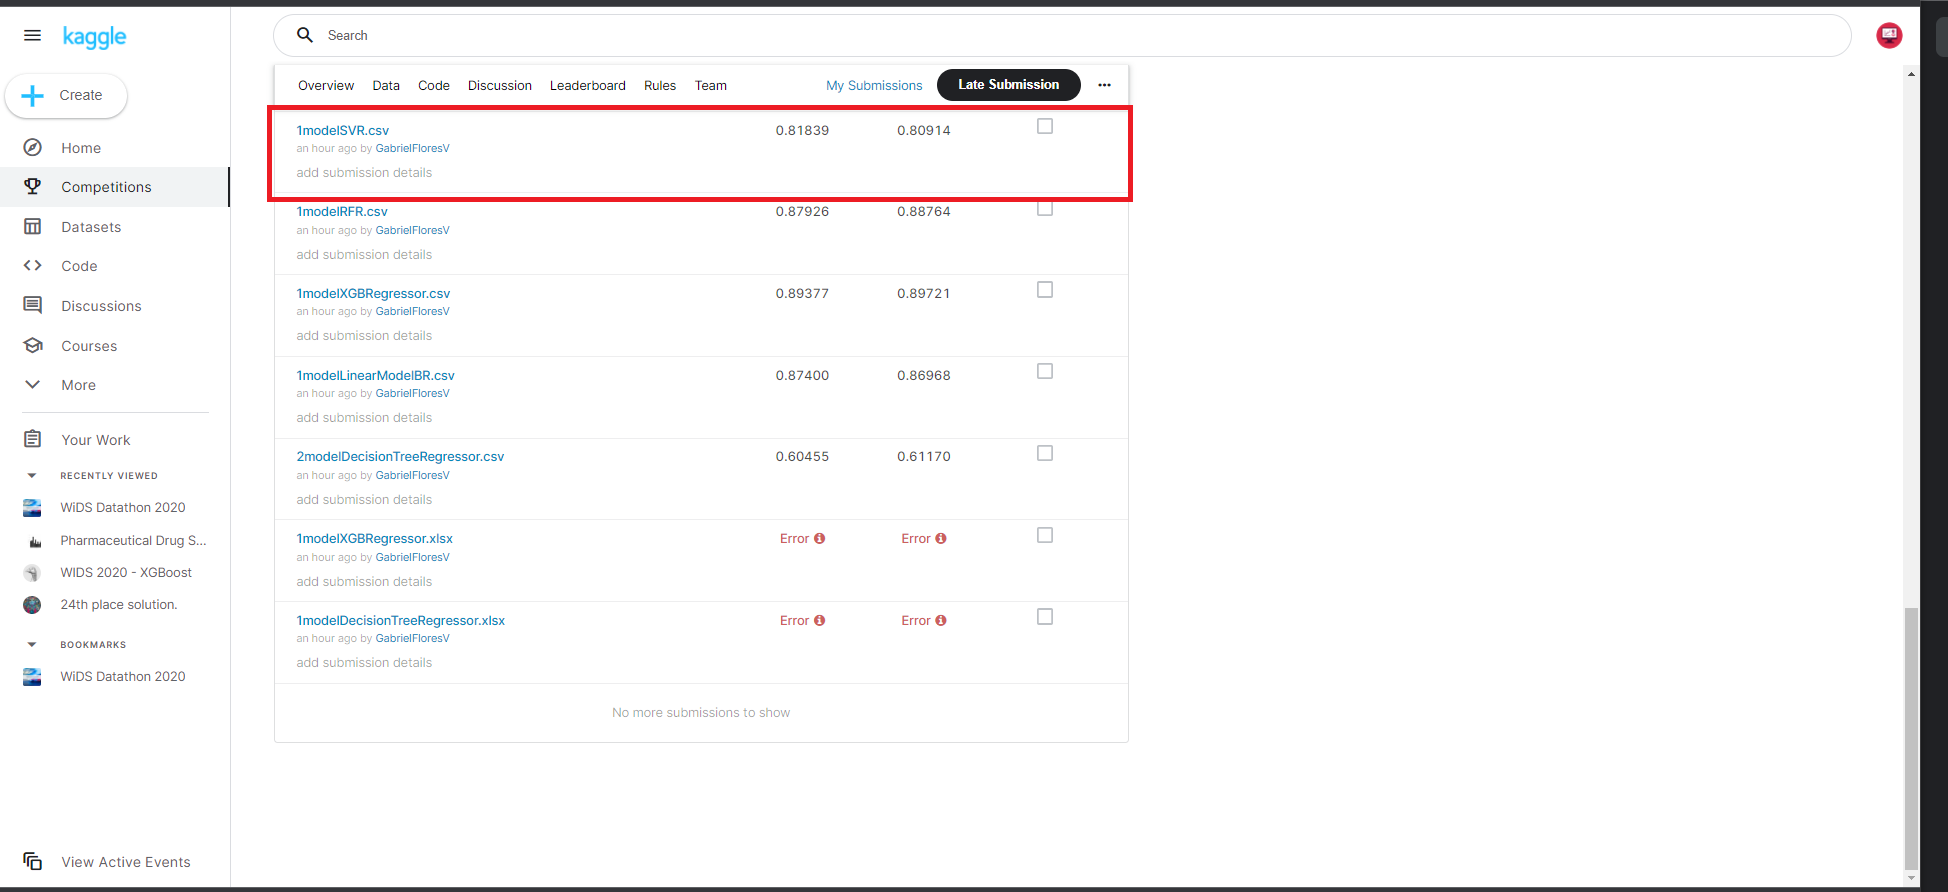 kaggle
Search
Create
Overview Data Code Discussion Leaderboard Rules Team My Submissions Late Submission
Home
Competitions
Datasets
Code
Discussions
Courses
More
Your Work
RECENTLY VIEWED
WiDS Datathon 2020
Pharmaceutical Drug S...
WIDS 2020 - XGBoost
24th place solution.
BOOKMARKS
WiDS Datathon 2020
View Active Events
1modelSVR.csv 0.81839 0.80914
an hour ago by GabrielFloresV
add submission details
1modelRFR.csv 0.87926 0.88764
an hour ago by GabrielFloresV
add submission details
1modelXGBRegressor.csv 0.89377 0.89721
an hour ago by GabrielFloresV
add submission details
1modelLinearModelBR.csv 0.87400 0.86968
an hour ago by GabrielFloresV
add submission details
2modelDecisionTreeRegressor.csv 0.60455 0.61170
an hour ago by GabrielFloresV
add submission details
1modelXGBRegressor.xlsx Error Error
an hour ago by GabrielFloresV
add submission details
1modelDecisionTreeRegressor.xlsx Error Error
an hour ago by GabrielFloresV
add submission details
No more submissions to show